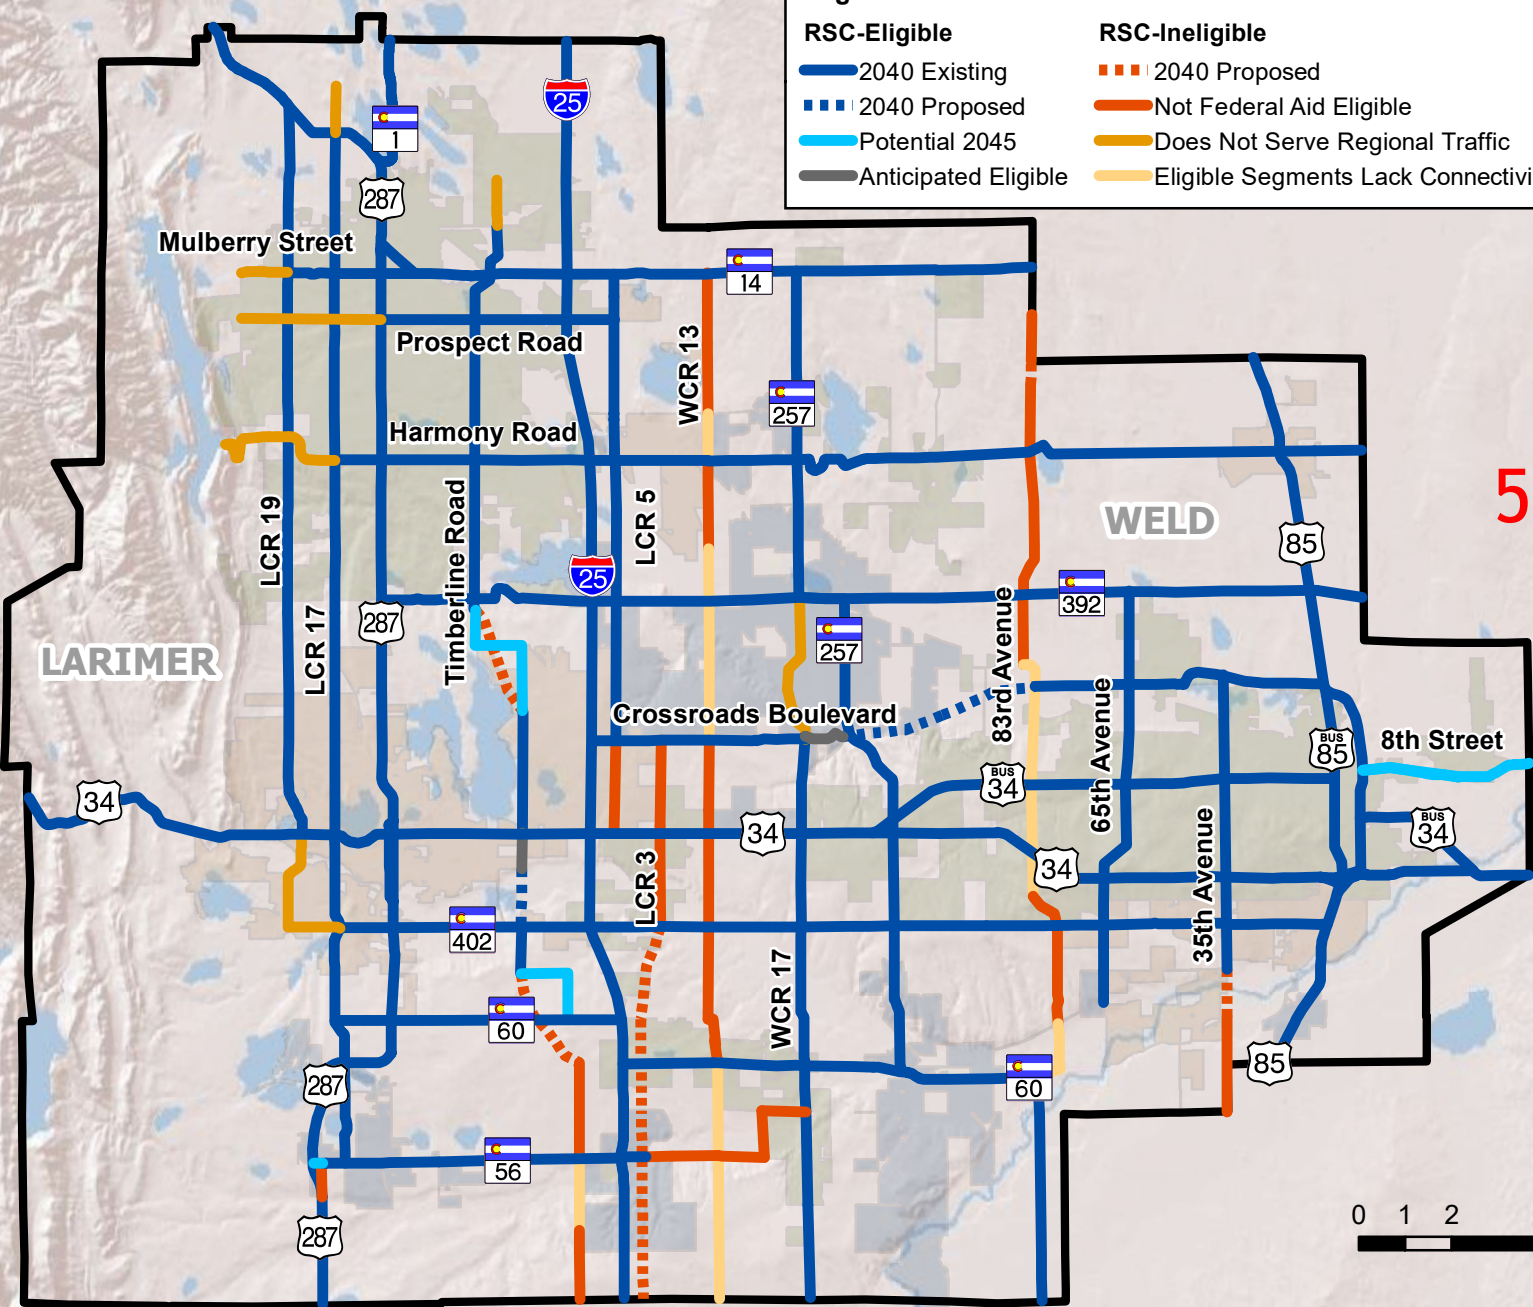 RSC-Eligible
RSC-Ineligible
2040 Existing
2040 Proposed
2040 Proposed
Not Federal Aid Eligible
Potential 2045
Does Not Serve Regional Traffic
Anticipated Eligible
Eligible Segments Lack Connectivi
25
1
287
Mulberry Street
14
Prospect Road
WCR 13
257
Harmony Road
LCR 19
Timberline Road
LCR 5
WELD
5
85
25
392
287
LCR 17
257
83rd Avenue
LARIMER
Crossroads Boulevard
65th Avenue
BUS
85
8th Street
34
BUS
34
34
BUS
34
34
LCR 3
35th Avenue
402
WCR 17
60
287
60
85
56
287
0 1 2